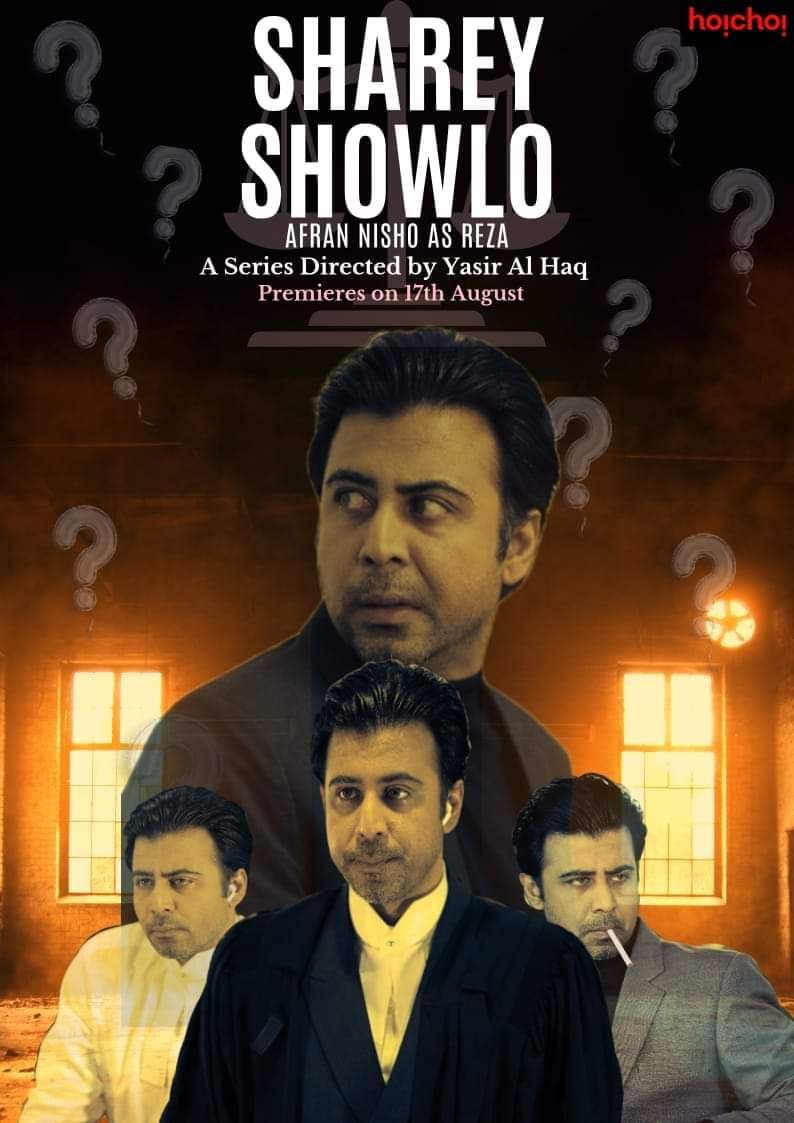 hoichoi
SHAREY
SHOWLO
AFRAN NISHO AS REZA
A Series Directed by Yasir Al Haq
Premieres on 17th August